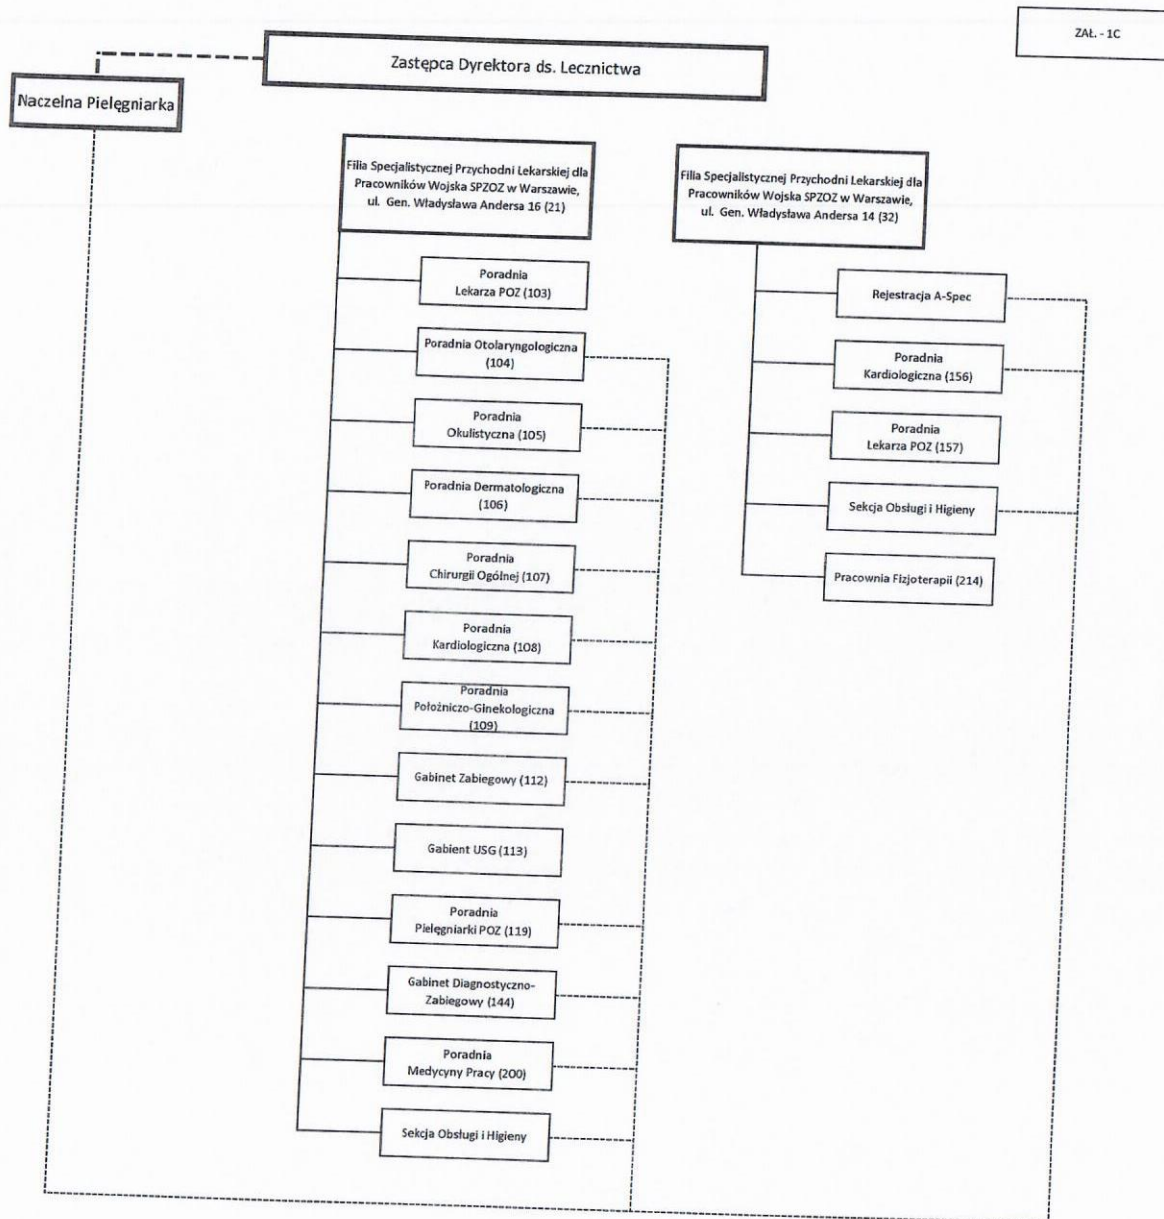 ZAŁ. - 1C
Zastępca Dyrektora ds. Lecznictwa
Naczelna Pielęgniarka
Filia Specjalistycznej Przychodni Lekarskiej dla
Pracowników Wojska SPZOZ w Warszawie,
ul. Gen. Władysława Andersa 16 (21)
Poradnia
Lekarza POZ (103)
Poradnia Otolaryngologiczna
(104)
Poradnia
Okulistyczna (105)
Poradnia Dermatologiczna
(106)
Poradnia
Chirurgii Ogólnej (107)
Poradnia
Kardiologiczna (108)
Poradnia
Położniczo-Ginekologiczna
(109)
Gabinet Zabiegowy (112)
Gabient USG (113)
Poradnia
Pielęgniarki POZ (119)
Gabinet Diagnostyczno-
Zabiegowy (144)
Poradnia
Medycyny Pracy (200)
Sekcja Obsługi i Higieny
Filia Specjalistycznej Przychodni Lekarskiej dla
Pracowników Wojska SPZOZ w Warszawie,
ul. Gen. Władysława Andersa 14 (32)
Rejestracja A-Spec
Poradnia
Kardiologiczna (156)
Poradnia
Lekarza POZ (157)
Sekcja Obsługi i Higieny
Pracownia Fizjoterapii (214)